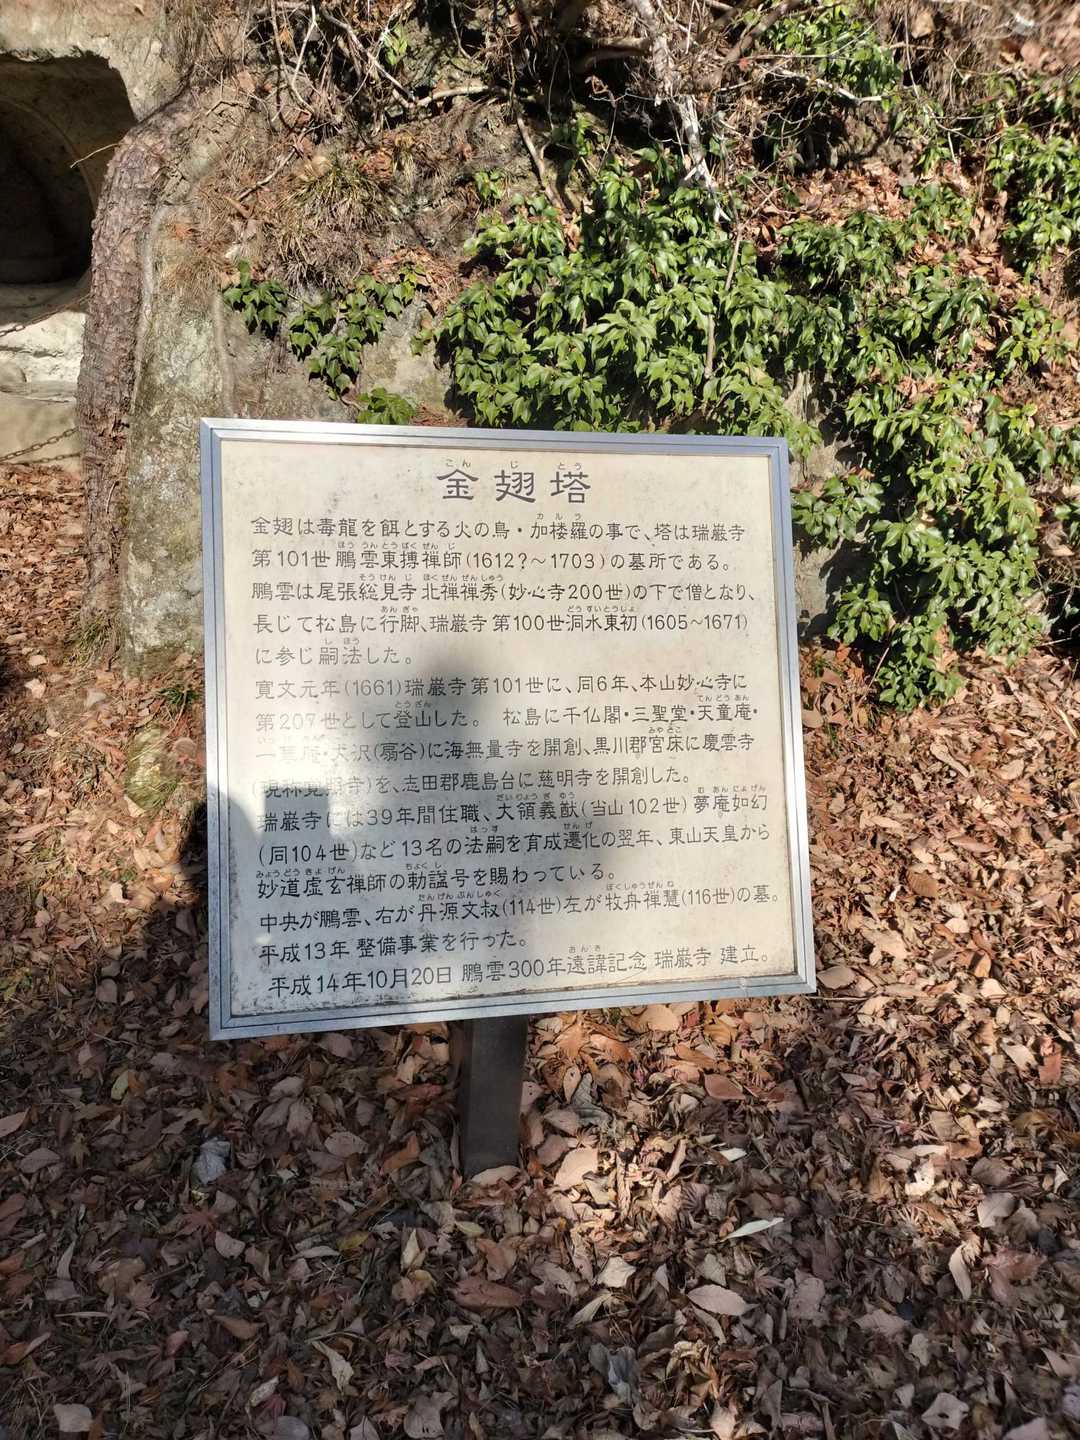 こんじとう
金翅塔
金翅は毒龍を餌とする火の鳥・加楼羅の事で、塔は瑞巌寺
第101世鵬雲東搏禅師(1612?～1703)の墓所である。
鵬雲は尾張総見寺北禅禅秀(妙心寺200世)の下で僧となり、
長じて松島に行脚、瑞巌寺第100世洞水東初(1605～1671)
に参じ嗣法した。
寛文元年(1661)瑞巌寺第101世に、同6年、本山妙心寺に
第207世として登山した。 松島に千仏閣・三聖堂・天童庵・
一葉庵・犬沢(扇谷)に海無量寺を開創、黒川郡宮床に慶雲寺
(現称覚照寺)を、志田郡鹿島台に慈明寺を開創した。
瑞巌寺には39年間住職、大領義猷(当山102世)夢庵如幻
(同104世)など13名の法嗣を育成遷化の翌年、東山天皇から
妙道虚玄禅師の勅諡号を賜わっている。
中央が鵬雲、右が丹源文叔(114世)左が牧舟禅慧(116世)の墓。
平成13年 整備事業を行った。
平成14年10月20日 鵬雲300年遠諱記念 瑞巌寺 建立。